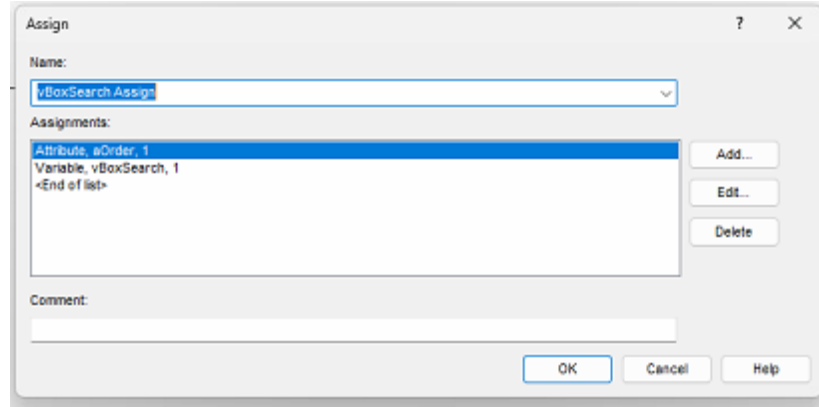 Assign
?
Name:
vBoxSearch Assign
Assignments:
Attribute, aOrder, 1
Variable, vBoxSearch, 1
<End of list>
Add...
Edit...
Delete
Comment:
OK
Cancel
Help